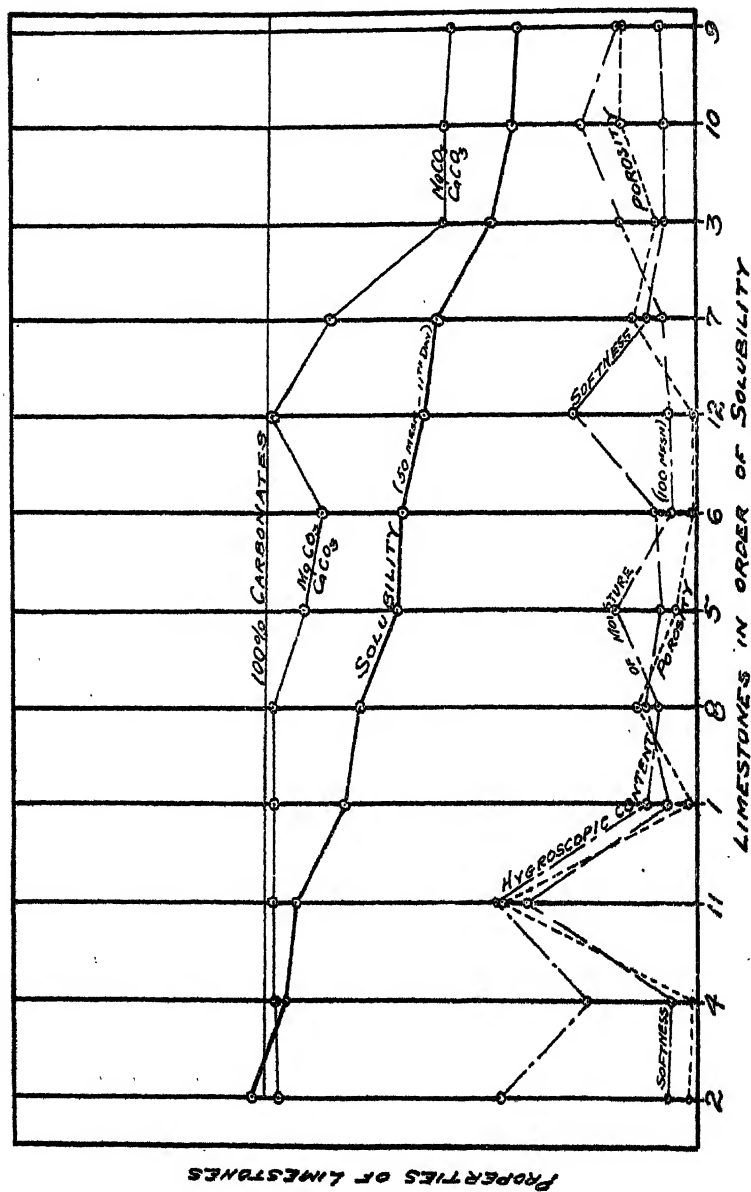 PROPERTIES OF LIMESTONES
100% CARBONATES
MgCO3
CaCO3
MgCO3
CaCO3
SOLUBILITY (50 MESH - 11TH DAY)
HYGROSCOPIC CONTENT OF MOISTURE
SOFTNESS
SOFTNESS
(100 MESH)
POROSITY
POROSITY
2 4 11 1 8 5 6 12 7 3 10 9
LIMESTONES IN ORDER OF SOLUBILITY